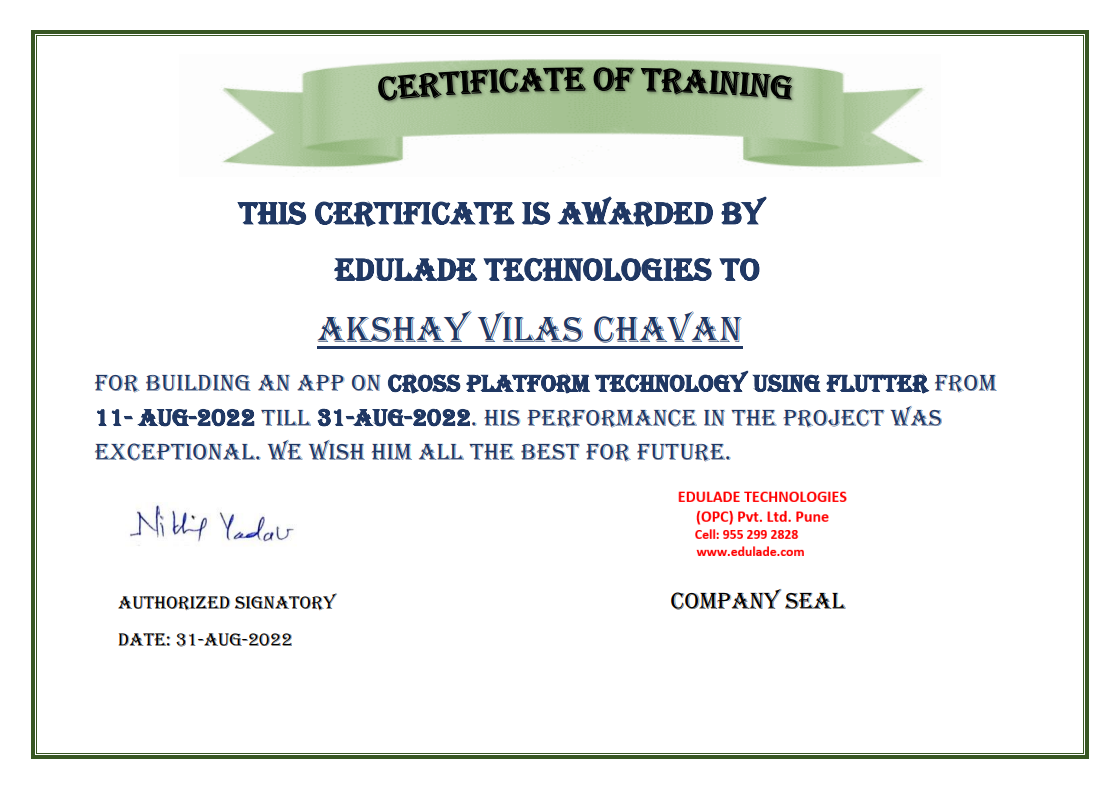 CERTIFICATE OF TRAINING
THIS CERTIFICATE IS AWARDED BY
EDULADE TECHNOLOGIES TO
AKSHAY VILAS CHAVAN
FOR BUILDING AN APP ON CROSS PLATFORM TECHNOLOGY USING FLUTTER FROM
11- AUG-2022 TILL 31-AUG-2022. HIS PERFORMANCE IN THE PROJECT WAS
EXCEPTIONAL. WE WISH HIM ALL THE BEST FOR FUTURE.
Nikhil Yadav
EDULADE TECHNOLOGIES
(OPC) Pvt. Ltd. Pune
Cell: 955 299 2828
www.edulade.com
AUTHORIZED SIGNATORY
COMPANY SEAL
DATE: 31-AUG-2022